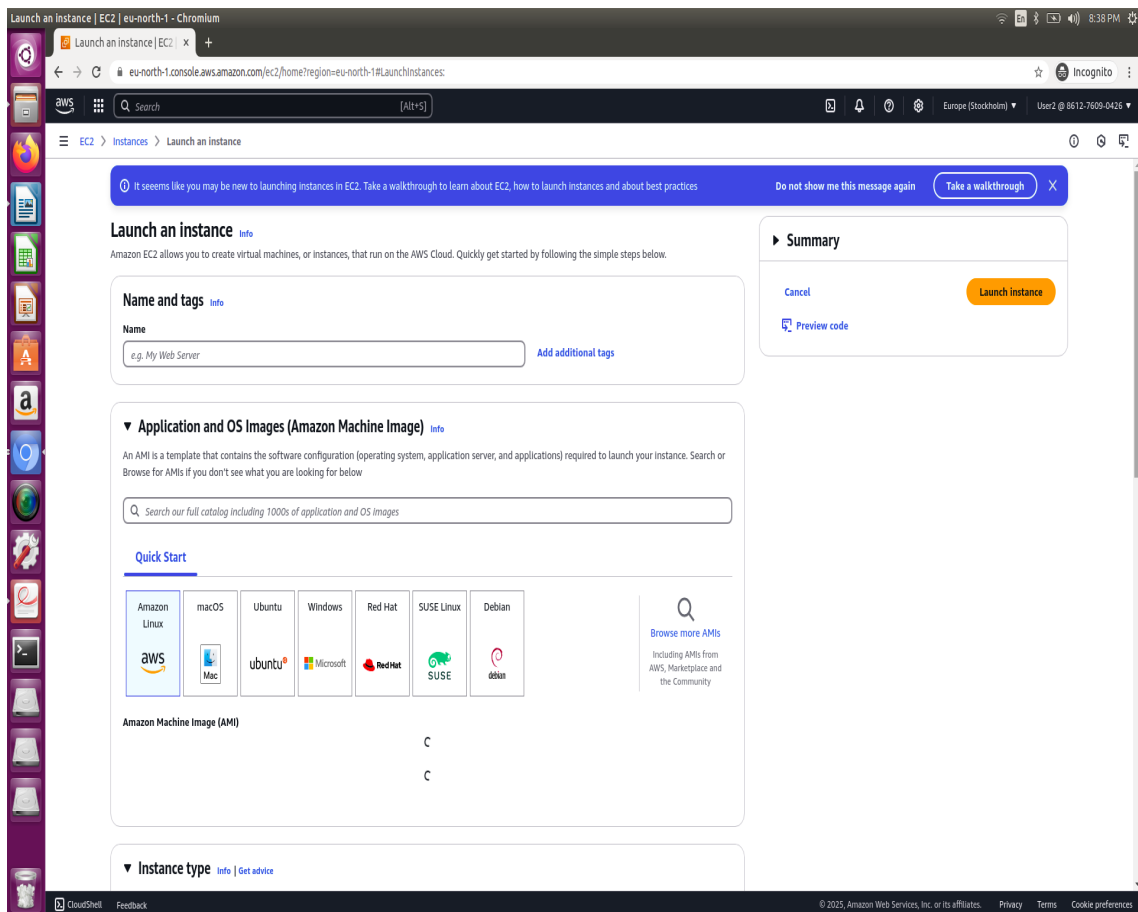 Launch an instance | EC2 | eu-north-1 - Chromium
En
8:38 PM
Launch an instance | EC2 |
eu-north-1.console.aws.amazon.com/ec2/home?region=eu-north-1#LaunchInstances:
Incognito
aws
Search
[Alt+S]
Europe (Stockholm)
User2 @ 8612-7609-0426
EC2 > Instances > Launch an instance
It seeems like you may be new to launching instances in EC2. Take a walkthrough to learn about EC2, how to launch instances and about best practices
Do not show me this message again
Take a walkthrough
Launch an instance Info
Amazon EC2 allows you to create virtual machines, or instances, that run on the AWS Cloud. Quickly get started by following the simple steps below.
Summary
Cancel
Launch instance
Preview code
Name and tags Info
Name
e.g. My Web Server
Add additional tags
Application and OS Images (Amazon Machine Image) Info
An AMI is a template that contains the software configuration (operating system, application server, and applications) required to launch your instance. Search or
Browse for AMIs if you don't see what you are looking for below
Search our full catalog including 1000s of application and OS images
Quick Start
Amazon
Linux
aws
macOS
Mac
Ubuntu
ubuntu
Windows
Microsoft
Red Hat
Red Hat
SUSE Linux
SUSE
Debian
debian
Browse more AMIs
Including AMIs from
AWS, Marketplace and
the Community
Amazon Machine Image (AMI)
Instance type Info | Get advice
CloudShell
Feedback
© 2025, Amazon Web Services, Inc. or its affiliates.
Privacy
Terms
Cookie preferences